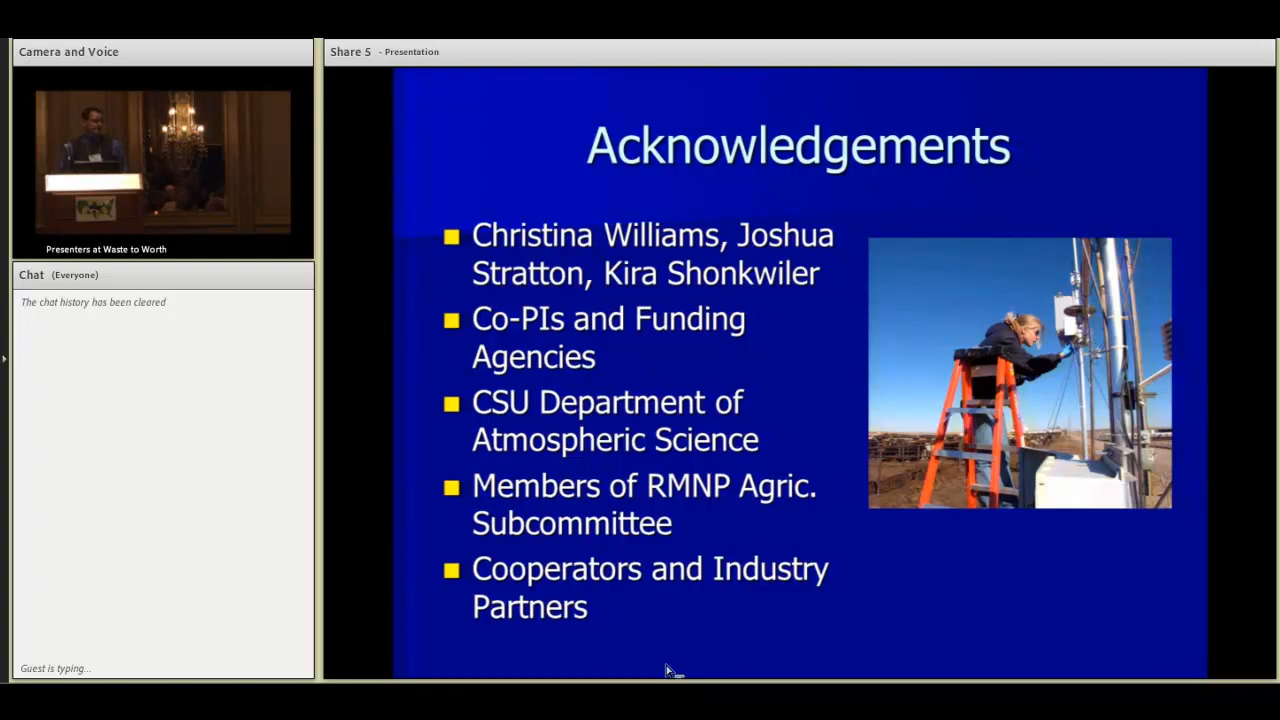 Camera and Voice
Presenters at Waste to Worth
Chat (Everyone)
The chat history has been cleared
Guest is typing...
Share 5 - Presentation
Acknowledgements
Christina Williams, Joshua
Stratton, Kira Shonkwiler
Co-PIs and Funding
Agencies
CSU Department of
Atmospheric Science
Members of RMNP Agric.
Subcommittee
Cooperators and Industry
Partners